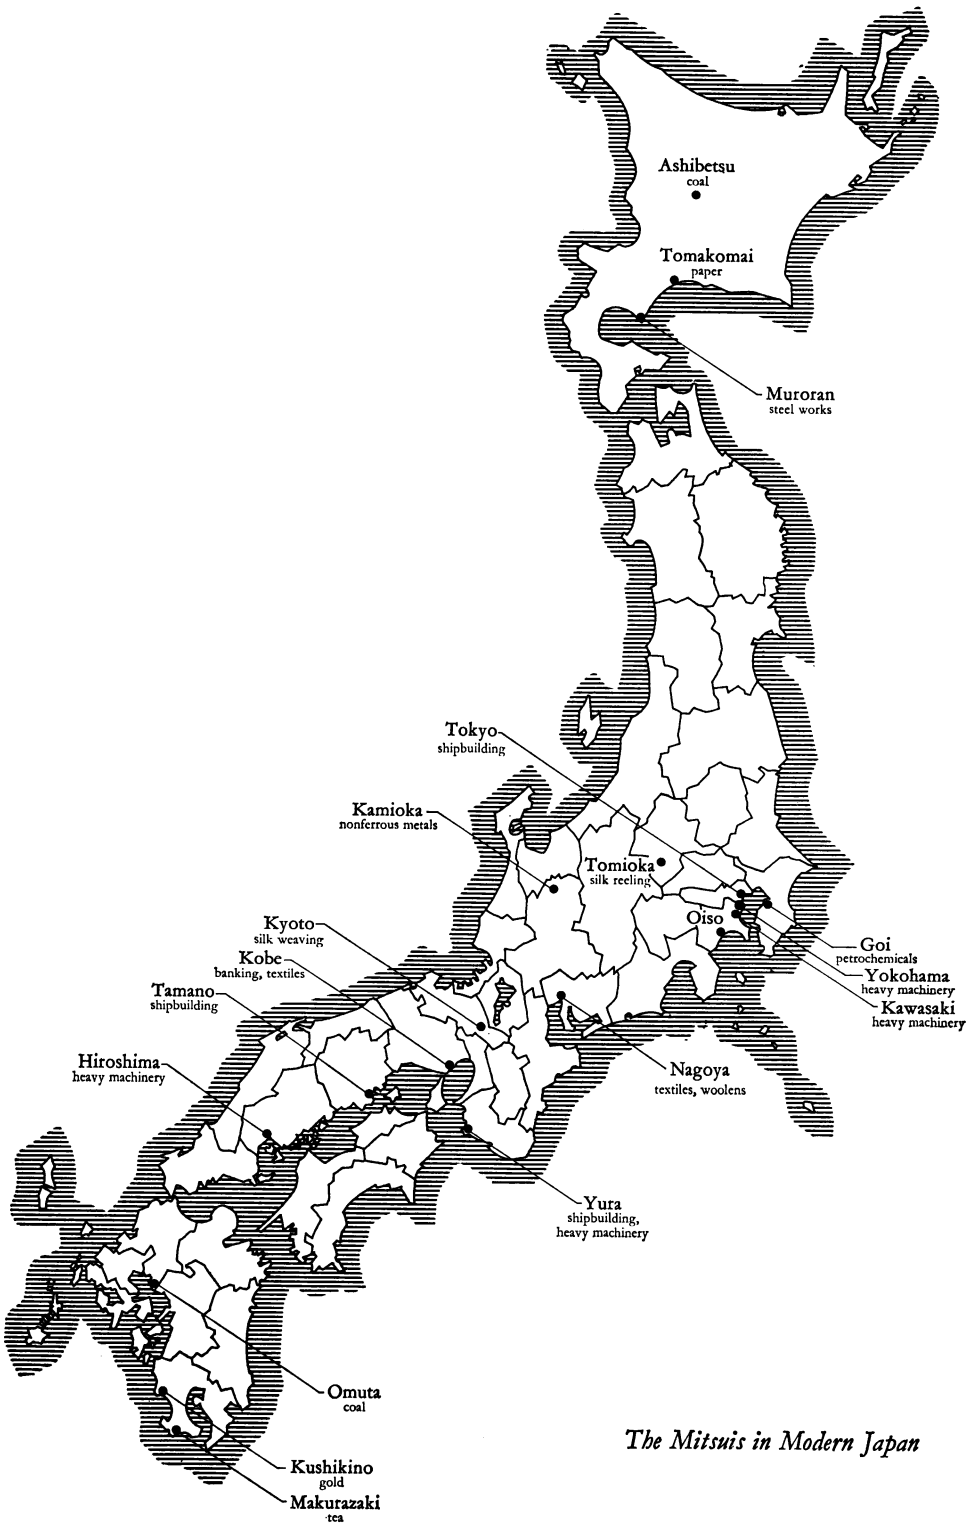 Ashibetsu
coal
Tomakomai
paper
Muroran
steel works
Tokyo
shipbuilding
Kamioka
nonferrous metals
Tomioka
silk reeling
Oiso
Kyoto
silk weaving
Kobe
banking, textiles
Tamano
shipbuilding
Hiroshima
heavy machinery
Goi
petrochemicals
Yokohama
heavy machinery
Kawasaki
heavy machinery
Nagoya
textiles, woolens
Yura
shipbuilding,
heavy machinery
Omuta
coal
Kushikino
gold
Makurazaki
tea
The Mitsuis in Modern Japan